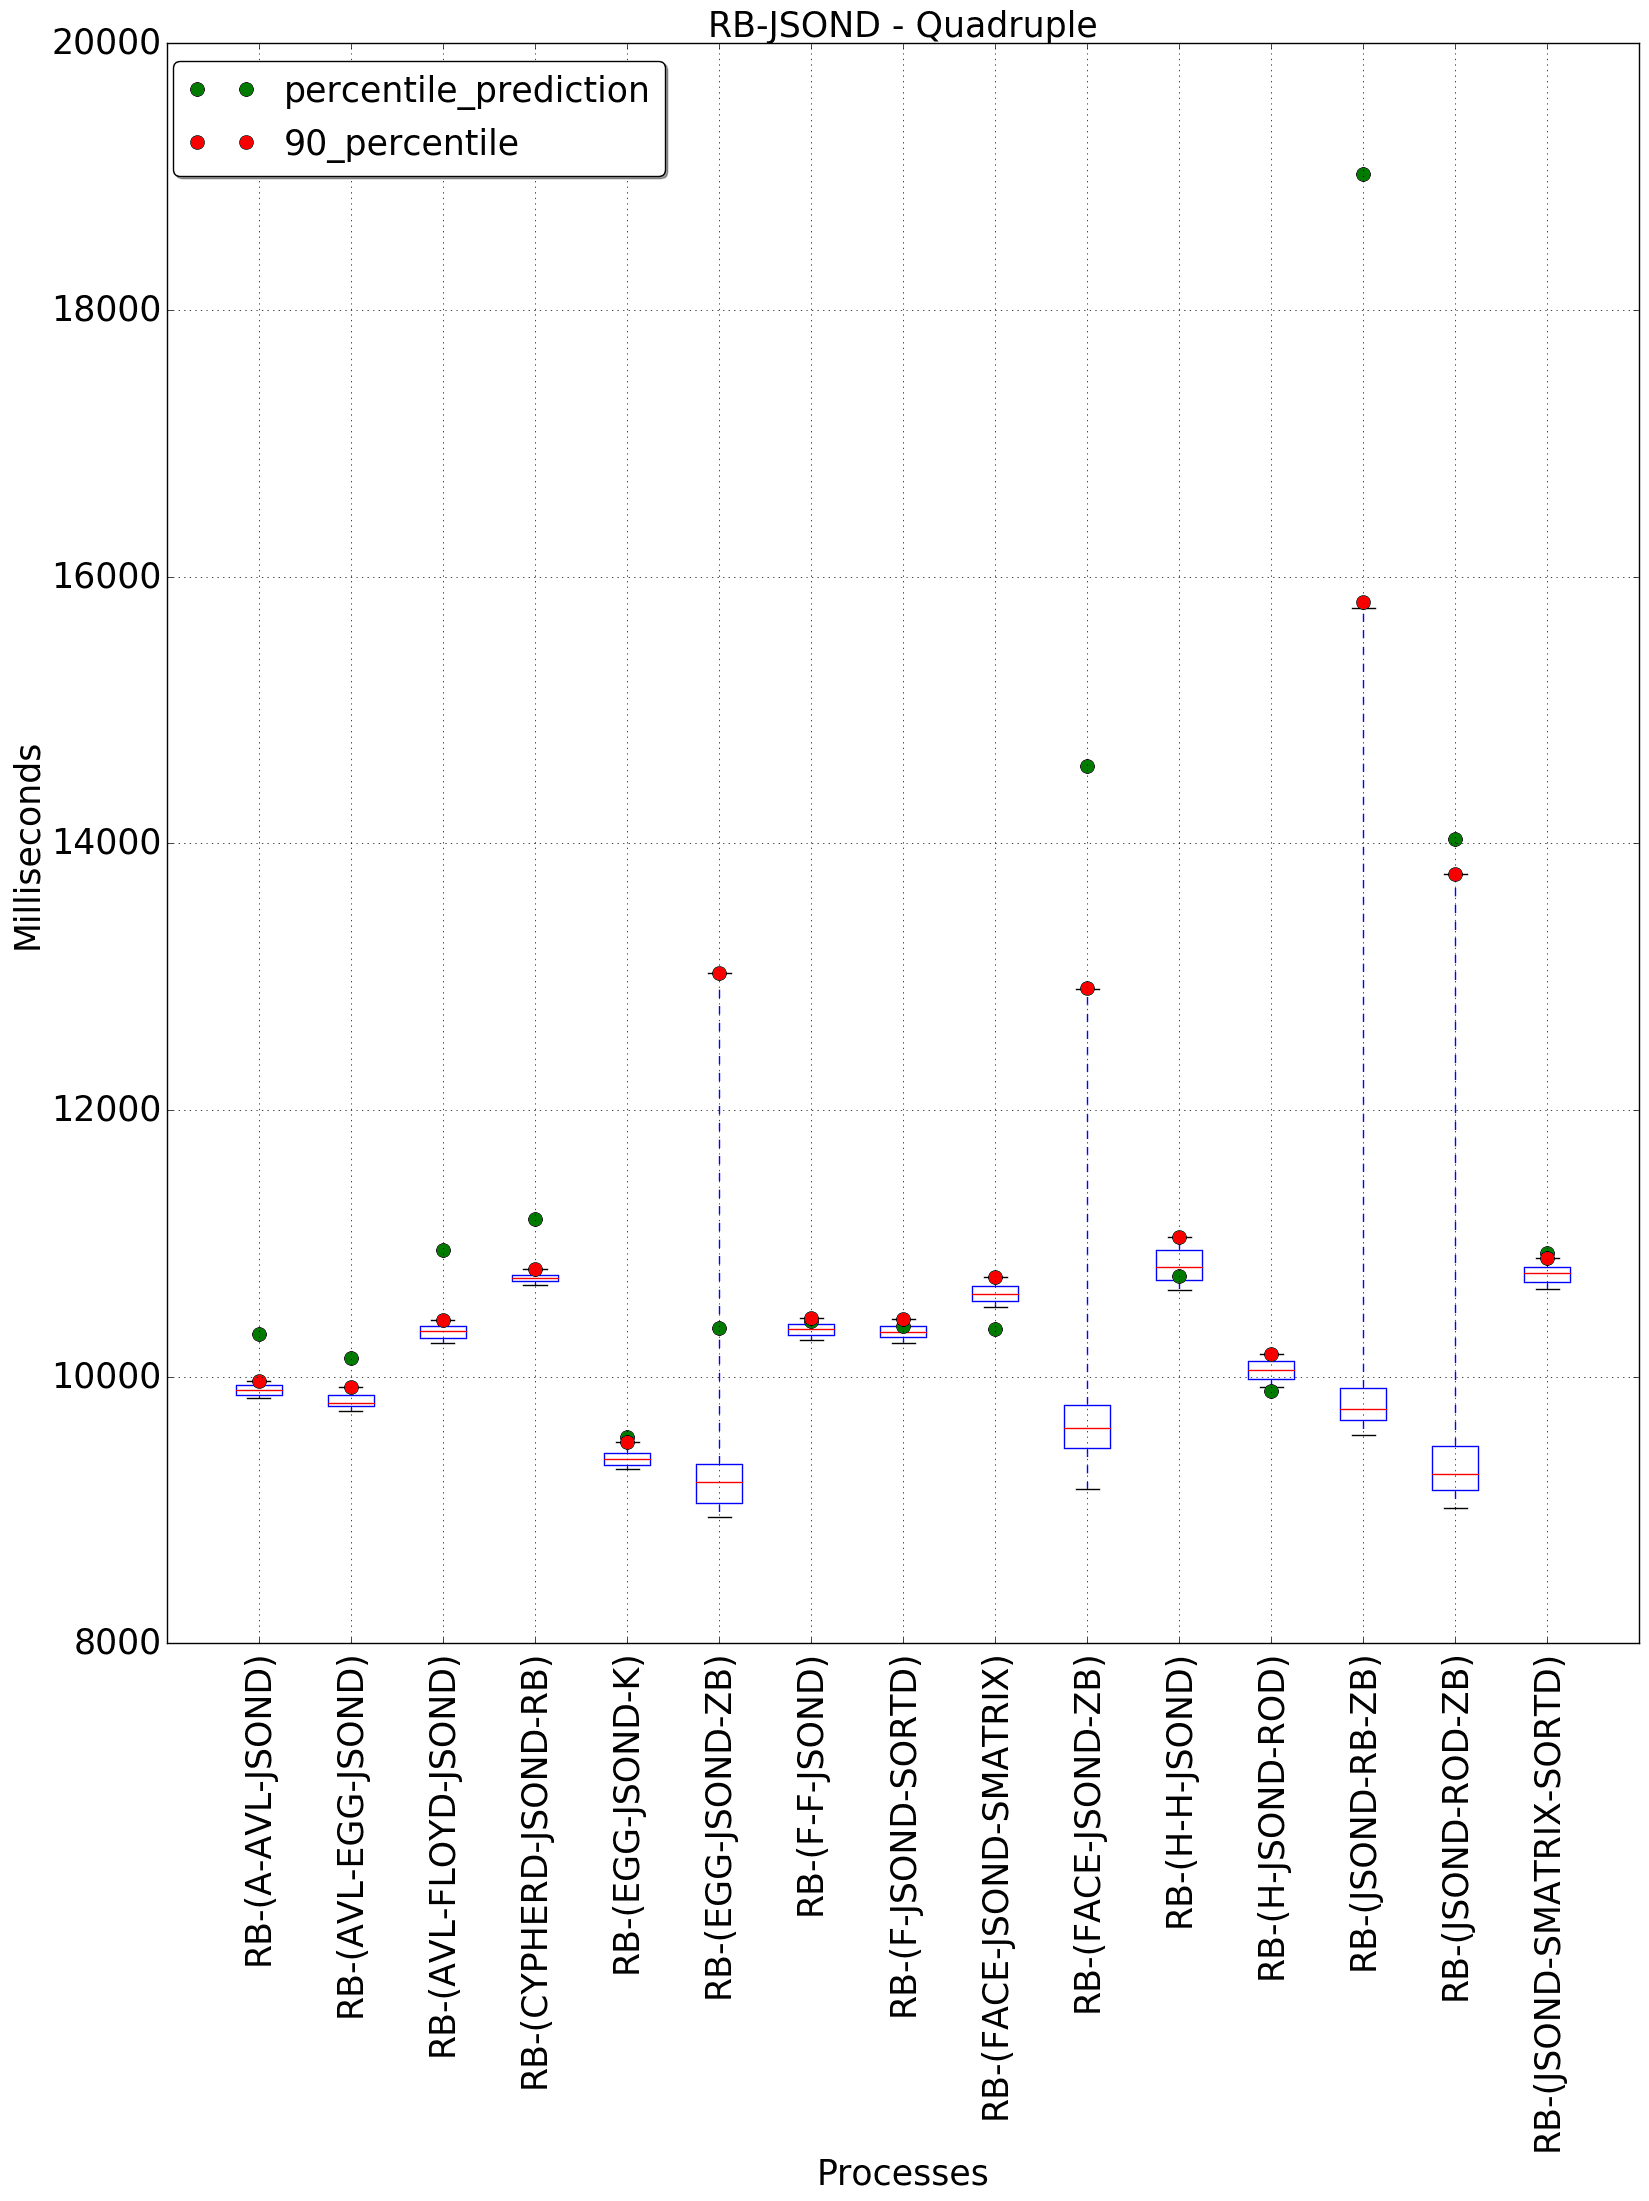 RB-JSOND - Quadruple
percentile_prediction
90_percentile
20000
18000
16000
14000
12000
10000
8000
Milliseconds
RB-(A-AVL-JSOND)
RB-(AVL-EGG-JSOND)
RB-(AVL-FLOYD-JSOND)
RB-(CYPHERD-JSOND-RB)
RB-(EGG-JSOND-K)
RB-(EGG-JSOND-ZB)
RB-(F-F-JSOND)
RB-(F-JSOND-SORTD)
RB-(FACE-JSOND-SMATRIX)
RB-(FACE-JSOND-ZB)
RB-(H-H-JSOND)
RB-(H-JSOND-ROD)
RB-(JSOND-RB-ZB)
RB-(JSOND-ROD-ZB)
RB-(JSOND-SMATRIX-SORTD)
Processes